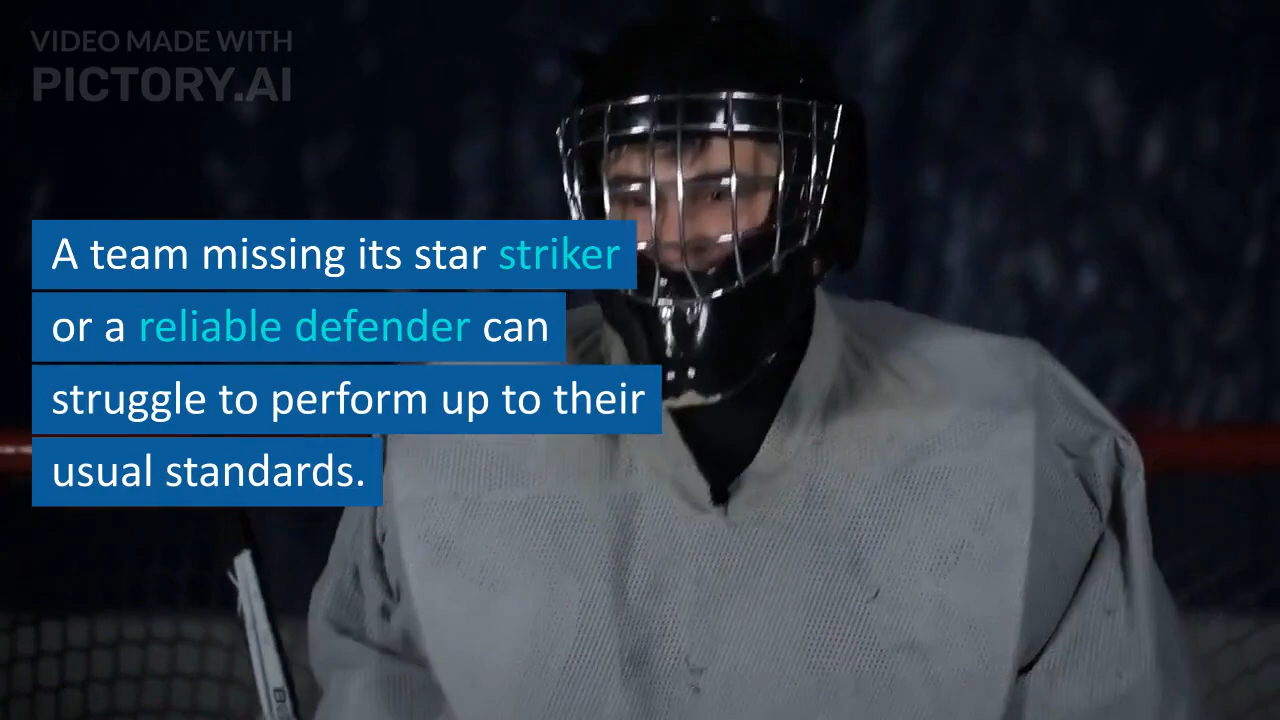 VIDEO MADE WITH
PICTORY.AI
A team missing its star striker
or a reliable defender can
struggle to perform up to their
usual standards.